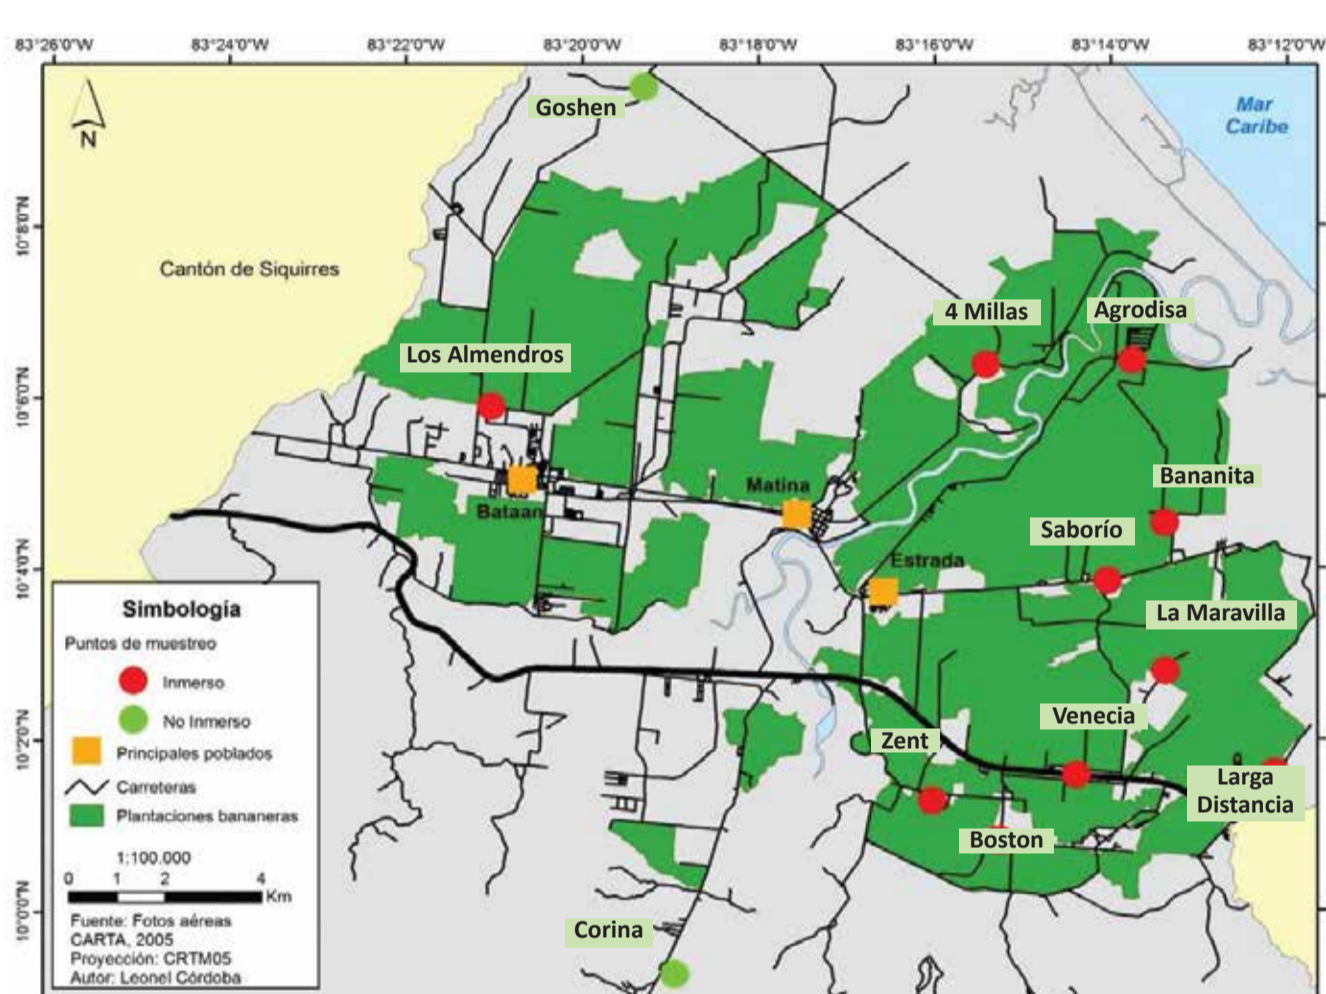 83°26'0"W
83°24'0"W
83°22'0"W
83°20'0"W
83°18'0"W
83°16'0"W
83°14'0"W
83°12'0"W
10°8'0"N
10°6'0"N
10°4'0"N
10°2'0"N
10°0'0"N
N
Goshen
Mar
Caribe
Cantón de Siquirres
4 Millas
Agrodisa
Los Almendros
Bananita
Matina
Bataan
Saborío
Estrada
La Maravilla
Venecia
Zent
Larga
Distancia
Boston
Corina
Simbología
Puntos de muestreo
Inmerso
No Inmerso
Principales poblados
Carreteras
Plantaciones bananeras
1:100.000
0 1 2 4 Km
Fuente: Fotos aéreas
CARTA, 2005
Proyección: CRTM05
Autor: Leonel Córdoba